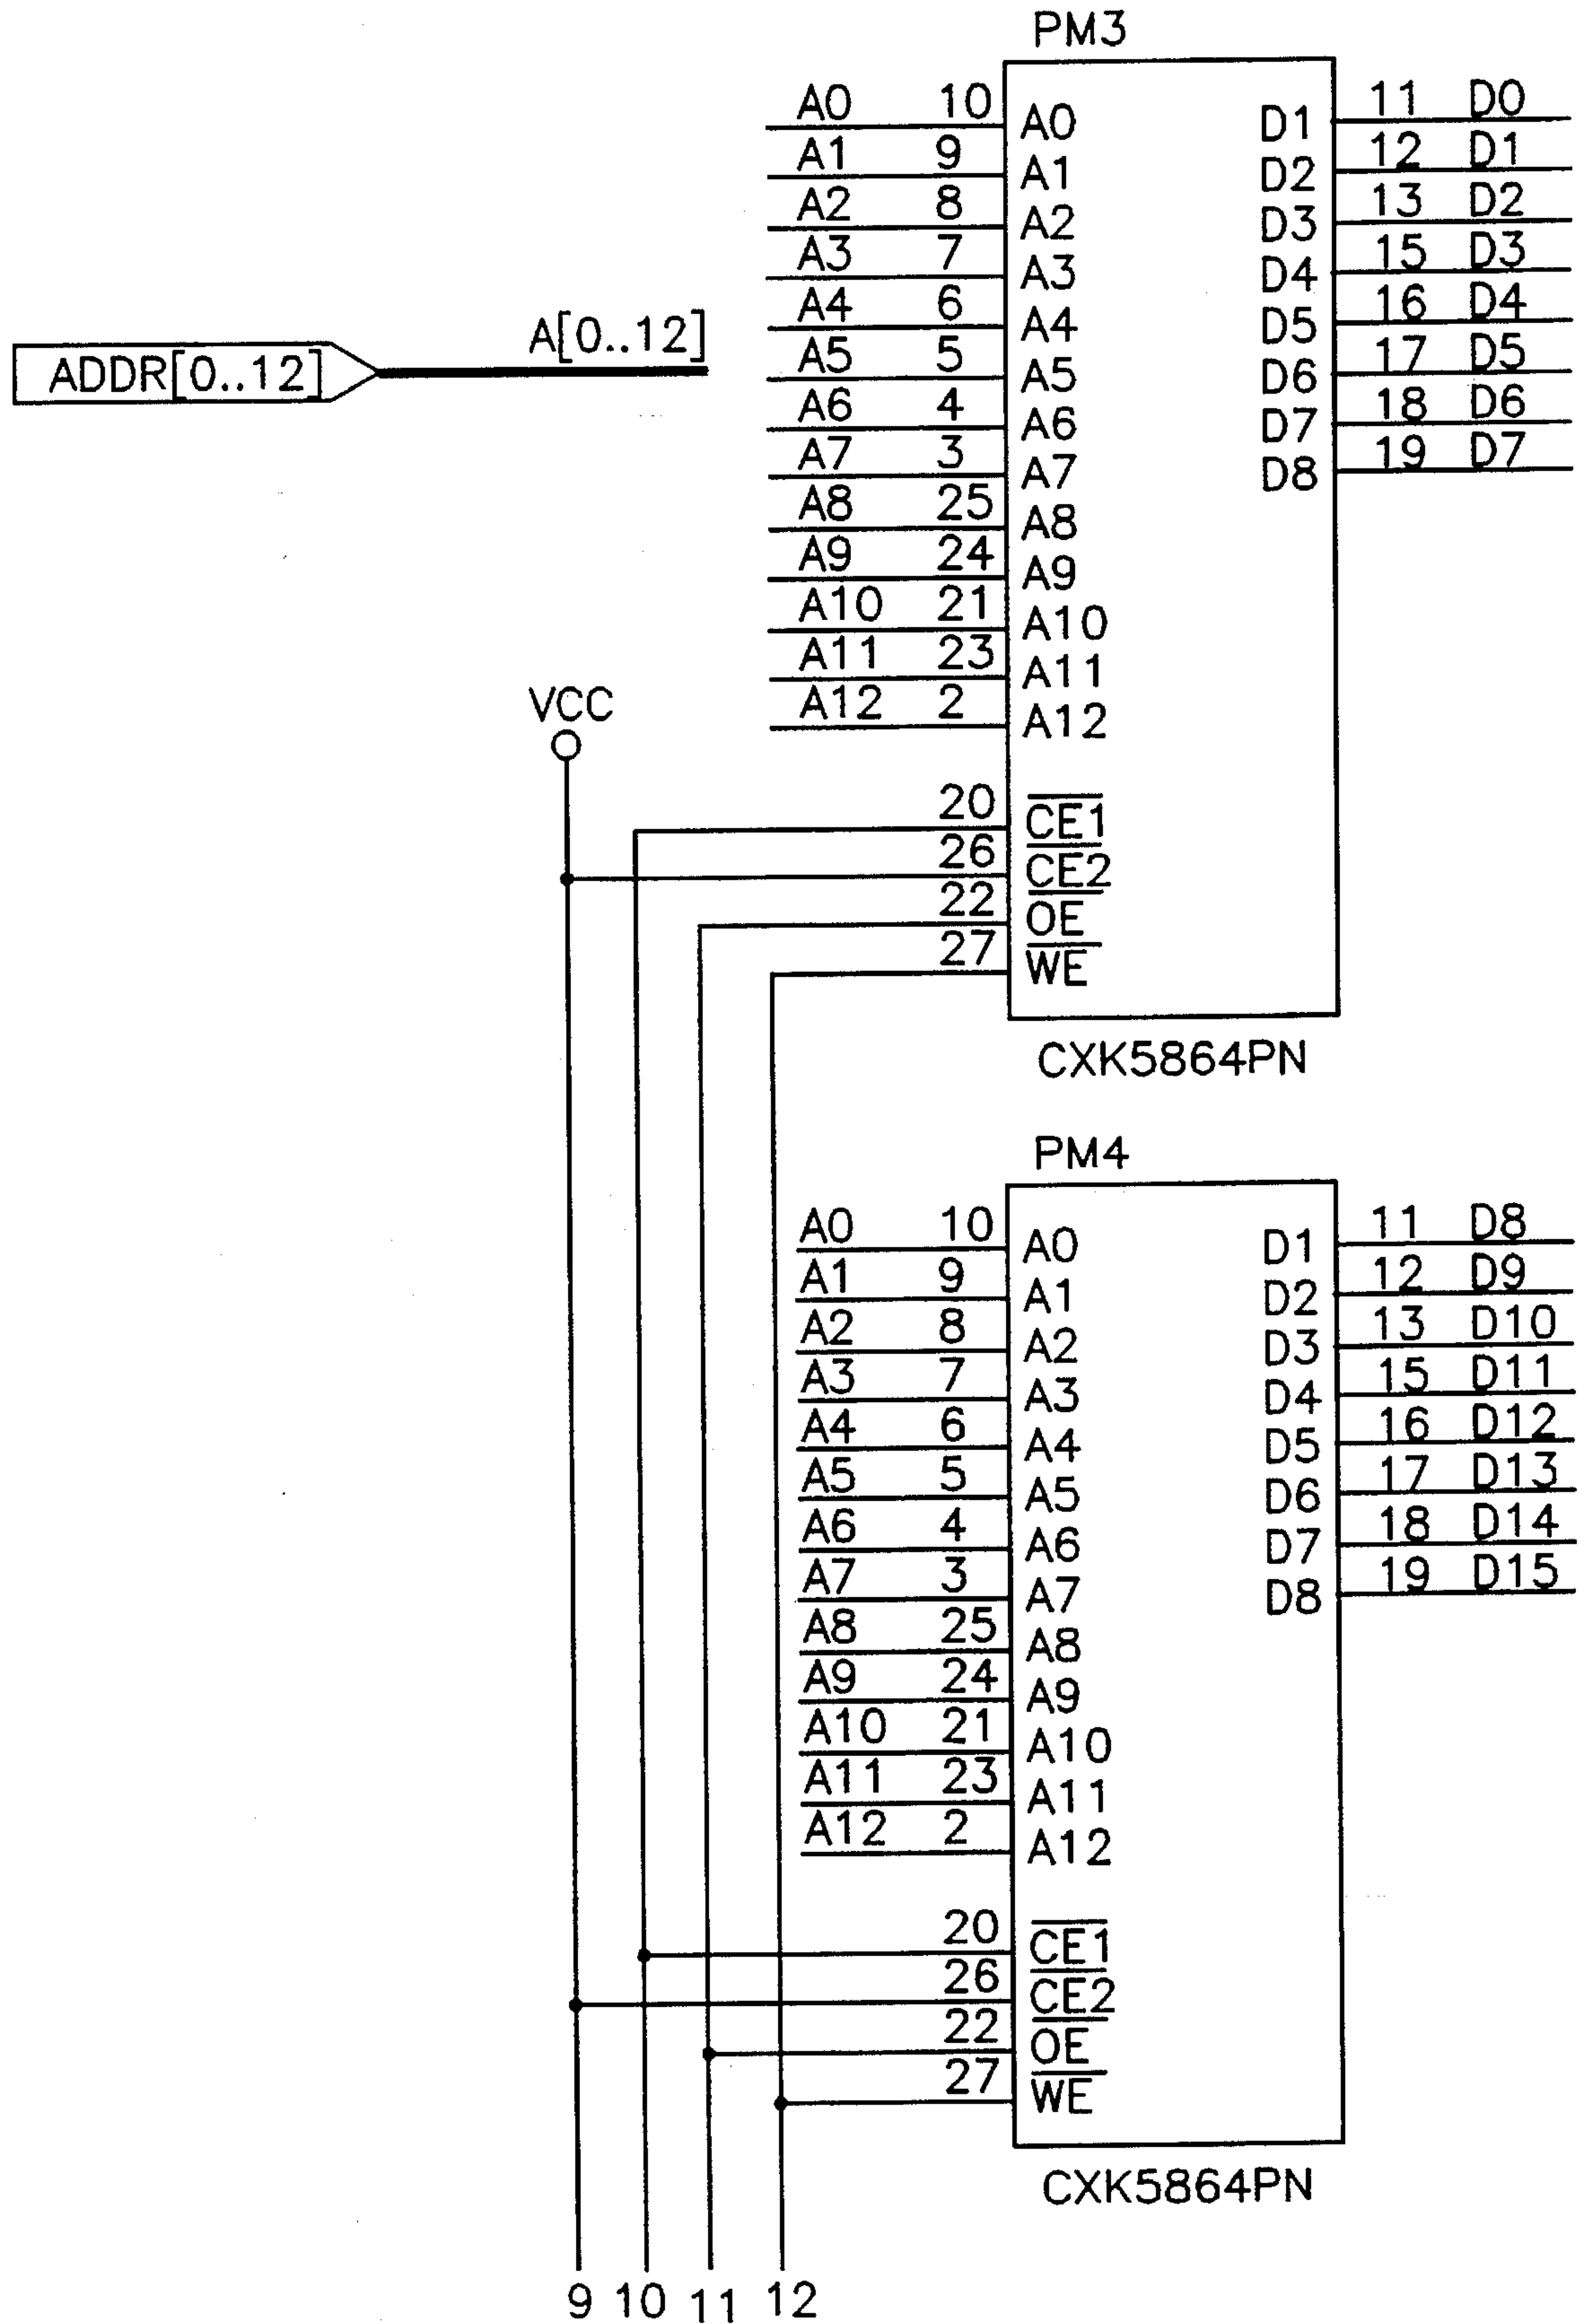 PM3
A0 10 A0 D1 11 D0
A1 9 A1 D2 12 D1
A2 8 A2 D3 13 D2
A3 7 A3 D4 15 D3
A4 6 A4 D5 16 D4
A5 5 A5 D6 17 D5
A6 4 A6 D7 18 D6
A7 3 A7 D8 19 D7
A8 25 A8
A9 24 A9
A10 21 A10
A11 23 A11
A12 2 A12
ADDR[0..12] A[0..12]
VCC
20 CE1
26 CE2
22 OE
27 WE
CXK5864PN
PM4
A0 10 A0 D1 11 D8
A1 9 A1 D2 12 D9
A2 8 A2 D3 13 D10
A3 7 A3 D4 15 D11
A4 6 A4 D5 16 D12
A5 5 A5 D6 17 D13
A6 4 A6 D7 18 D14
A7 3 A7 D8 19 D15
A8 25 A8
A9 24 A9
A10 21 A10
A11 23 A11
A12 2 A12
20 CE1
26 CE2
22 OE
27 WE
CXK5864PN
9 10 11 12